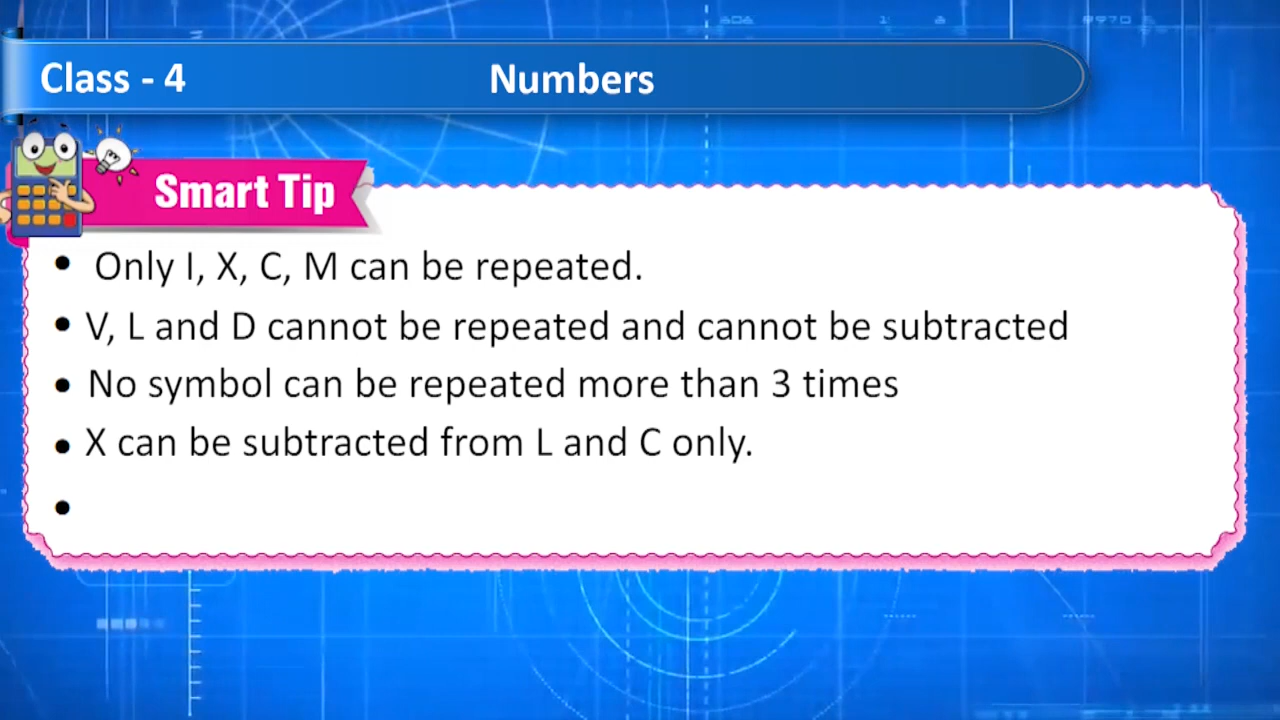 Class - 4 Numbers
Smart Tip
• Only I, X, C, M can be repeated.
• V, L and D cannot be repeated and cannot be subtracted
• No symbol can be repeated more than 3 times
• X can be subtracted from L and C only.
•